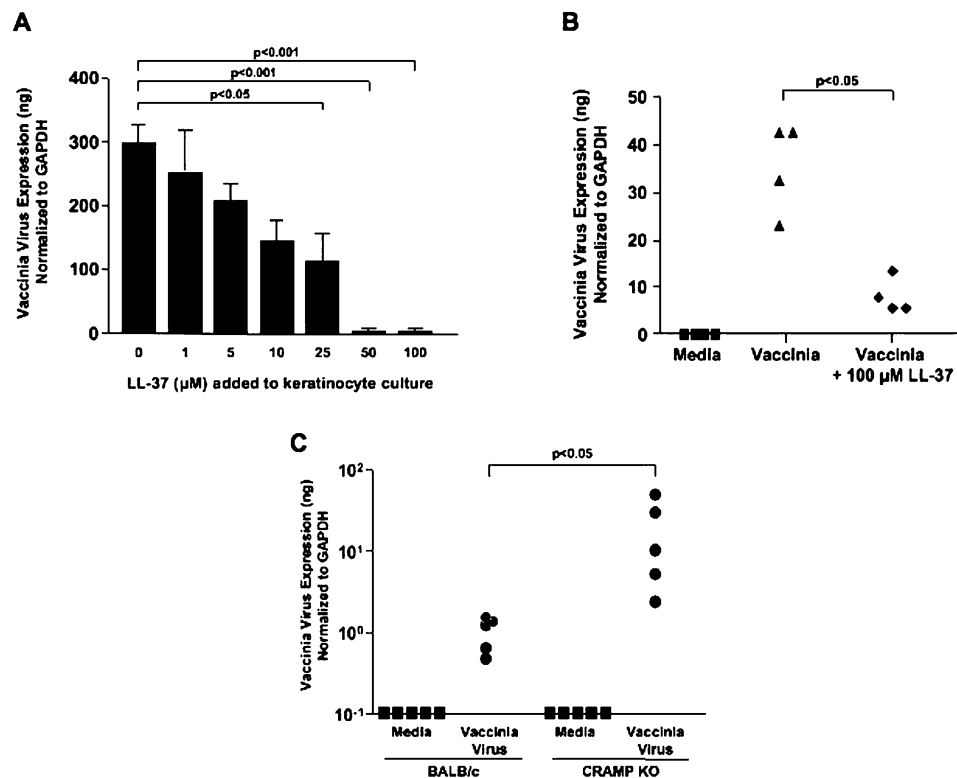 A
p<0.001
p<0.001
p<0.05
Vaccinia Virus Expression (ng)
Normalized to GAPDH
400
300
200
100
0
0 1 5 10 25 50 100
LL-37 (µM) added to keratinocyte culture
B
p<0.05
Vaccinia Virus Expression (ng)
Normalized to GAPDH
50
40
30
20
10
0
Media Vaccinia Vaccinia
+ 100 µM LL-37
C
p<0.05
Vaccinia Virus Expression (ng)
Normalized to GAPDH
10²
10¹
10⁰
10⁻¹
Media Vaccinia Media Vaccinia
Virus Virus
BALB/c CRAMP KO